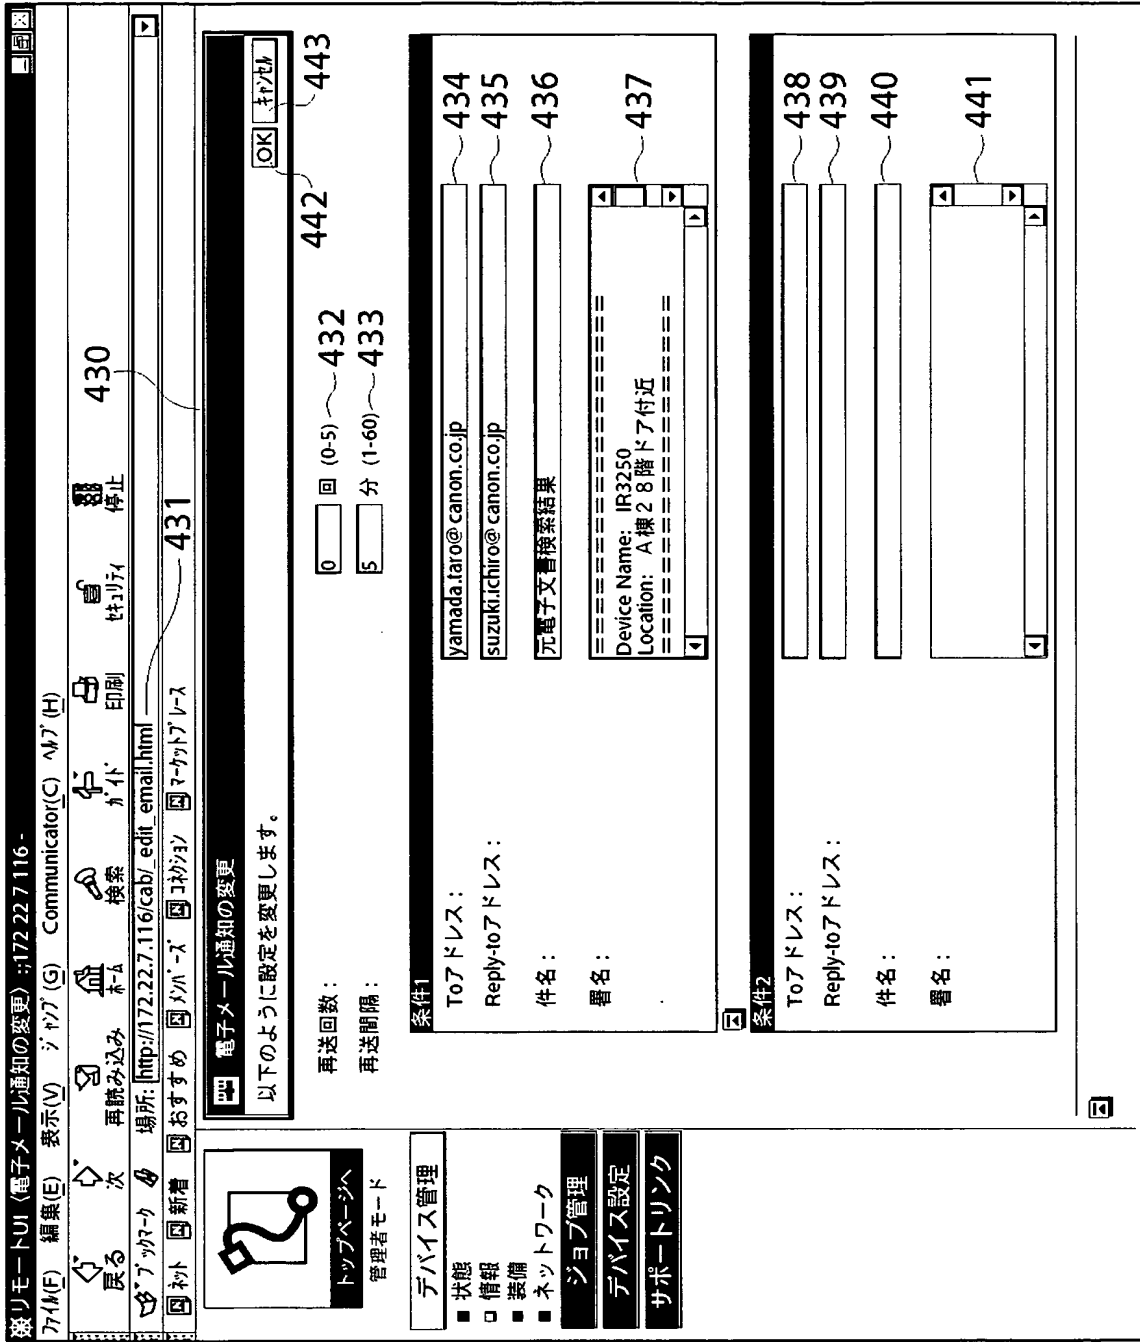 リモートUI〈電子メール通知の変更〉:;172 22 7 116 -
ファイル(F) 編集(E) 表示(V) ジャンプ(G) Communicator(C) ヘルプ(H)
戻る 次 再読み込み ホーム 検索 ガイド 印刷 セキュリティ 停止
430
ブックマーク 場所: http://172.22.7.116/cab/_edit_email.html
431
ネット 新着 おすすめ メンバーズ コネクション マーケットプレース
トップページへ
管理者モード
デバイス管理
■ 状態
□ 情報
■ 装備
■ ネットワーク
ジョブ管理
デバイス設定
サポートリンク
電子メール通知の変更
以下のように設定を変更します。
OK キャンセル
442 443
再送回数: 0 回 (0-5) 432
再送間隔: 5 分 (1-60) 433
条件1
Toアドレス: yamada.taro@canon.co.jp 434
Reply-toアドレス: suzuki.ichiro@canon.co.jp 435
件名: 元電子文書検索結果 436
署名: 437
=========================
Device Name: IR3250
Location: A棟28階ドア付近
=========================
条件2
Toアドレス: 438
Reply-toアドレス: 439
件名: 440
署名: 441